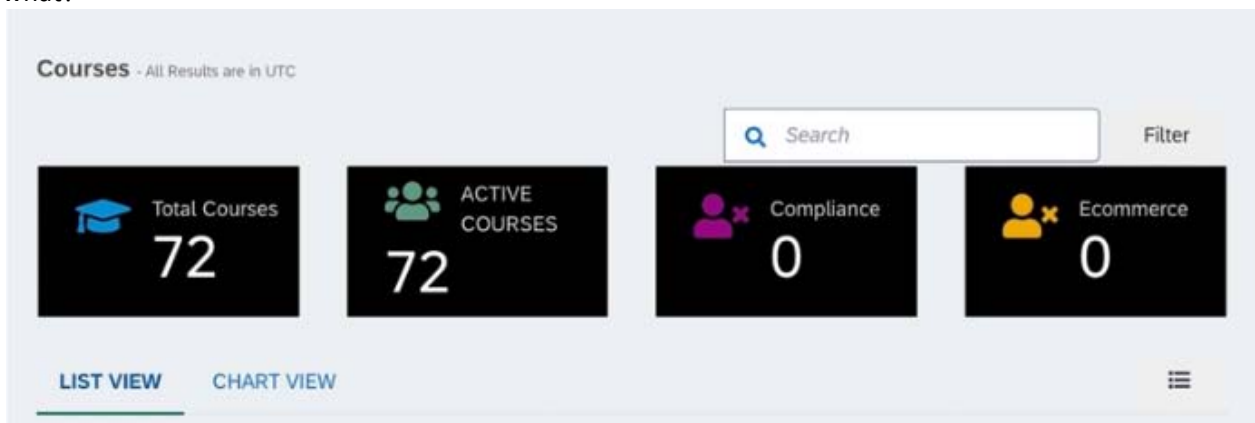 Courses - All Results are in UTC
Search
Filter
Total Courses
72
ACTIVE
COURSES
72
Compliance
0
Ecommerce
0
LIST VIEW
CHART VIEW